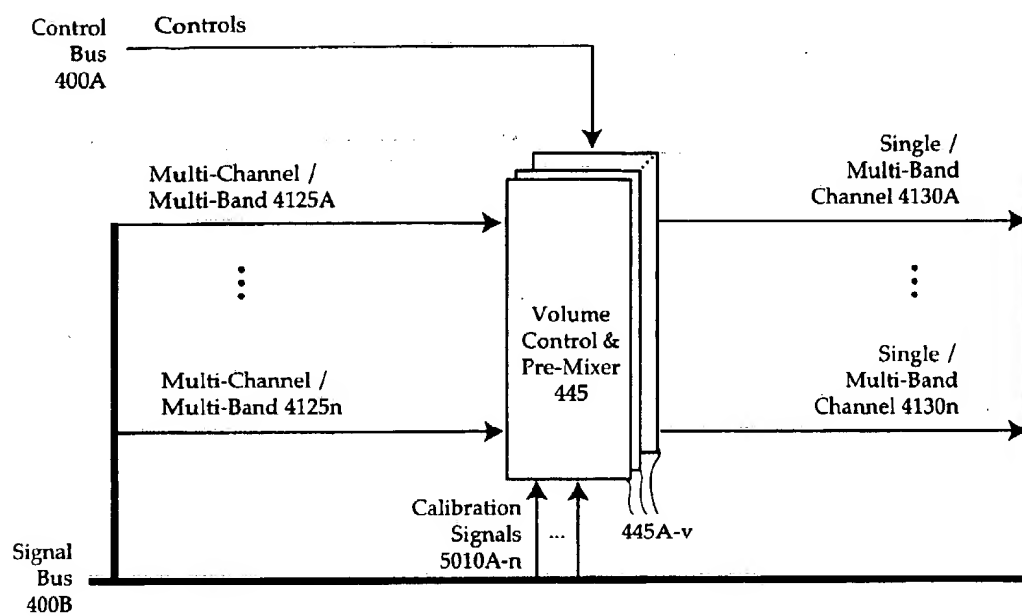 Control
Bus
400A
Controls
Multi-Channel /
Multi-Band 4125A
Single /
Multi-Band
Channel 4130A
Volume
Control &
Pre-Mixer
445
Multi-Channel /
Multi-Band 4125n
Single /
Multi-Band
Channel 4130n
Calibration
Signals
5010A-n
...
445A-v
Signal
Bus
400B